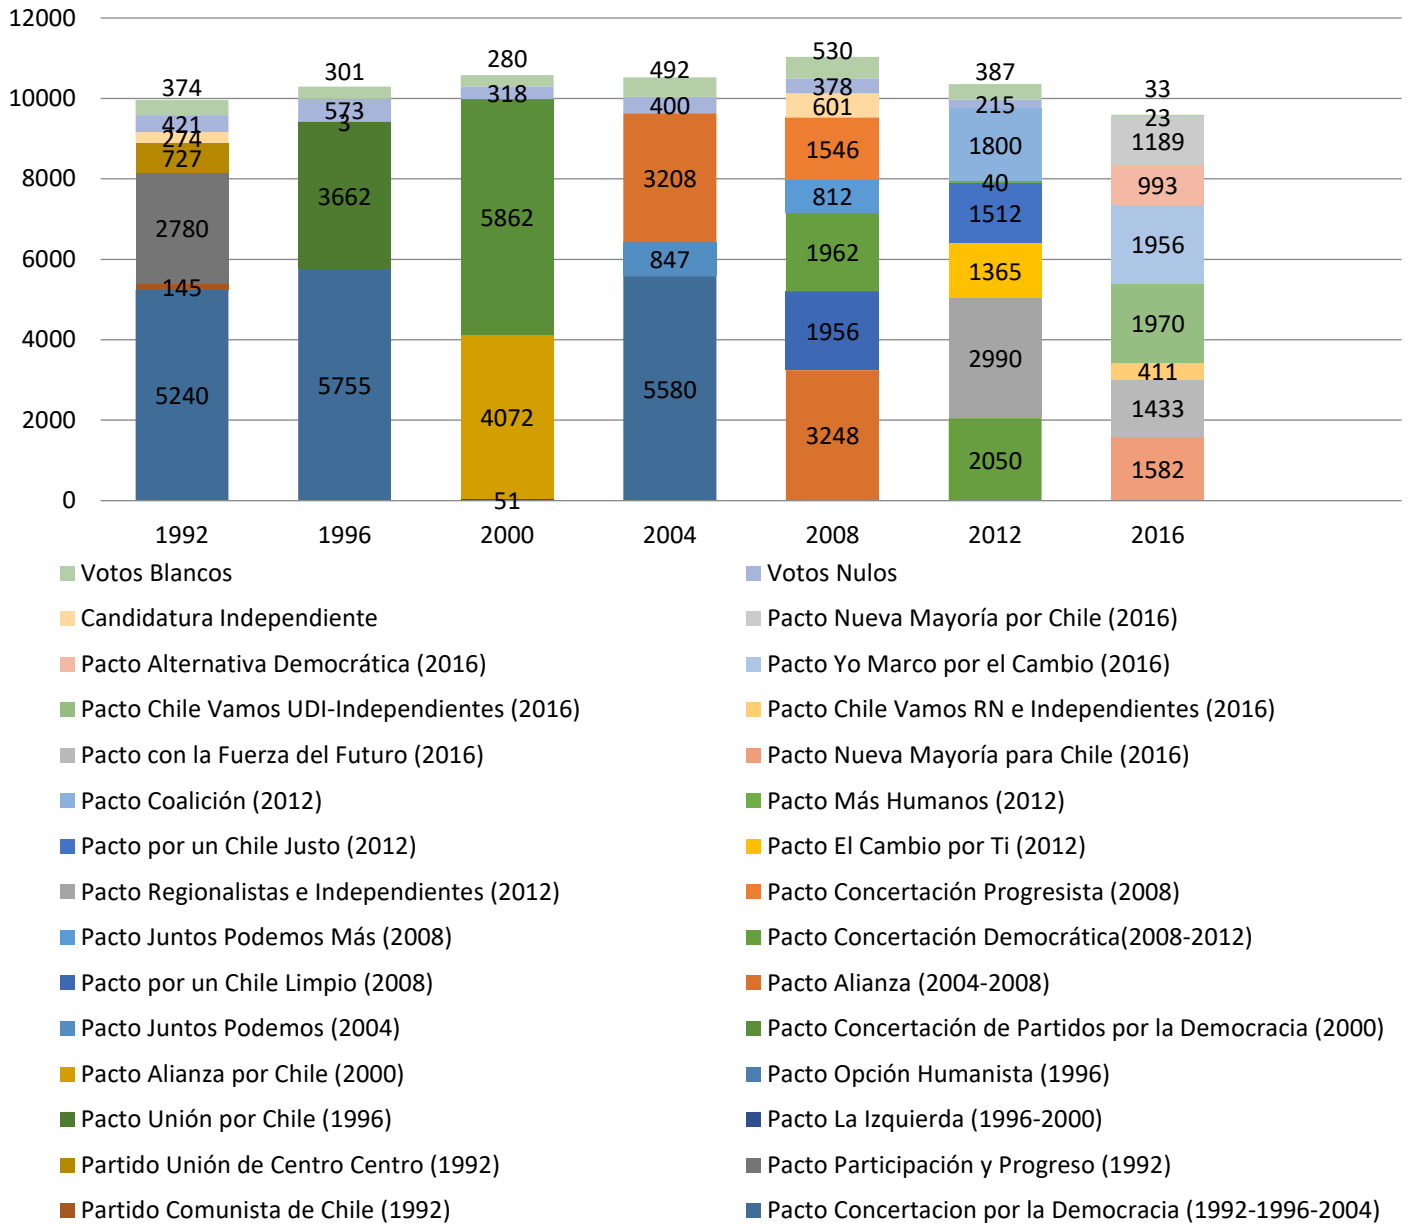 12000
10000
8000
6000
4000
2000
0
374
421
274
727
2780
145
5240
301
573
3
3662
5755
280
318
5862
4072
51
492
400
3208
847
5580
530
378
601
1546
812
1962
1956
3248
387
215
1800
40
1512
1365
2990
2050
33
23
1189
993
1956
1970
411
1433
1582
1992 1996 2000 2004 2008 2012 2016
Votos Blancos
Votos Nulos
Candidatura Independiente
Pacto Nueva Mayoría por Chile (2016)
Pacto Alternativa Democrática (2016)
Pacto Yo Marco por el Cambio (2016)
Pacto Chile Vamos UDI-Independientes (2016)
Pacto Chile Vamos RN e Independientes (2016)
Pacto con la Fuerza del Futuro (2016)
Pacto Nueva Mayoría para Chile (2016)
Pacto Coalición (2012)
Pacto Más Humanos (2012)
Pacto por un Chile Justo (2012)
Pacto El Cambio por Ti (2012)
Pacto Regionalistas e Independientes (2012)
Pacto Concertación Progresista (2008)
Pacto Juntos Podemos Más (2008)
Pacto Concertación Democrática(2008-2012)
Pacto por un Chile Limpio (2008)
Pacto Alianza (2004-2008)
Pacto Juntos Podemos (2004)
Pacto Concertación de Partidos por la Democracia (2000)
Pacto Alianza por Chile (2000)
Pacto Opción Humanista (1996)
Pacto Unión por Chile (1996)
Pacto La Izquierda (1996-2000)
Partido Unión de Centro Centro (1992)
Pacto Participación y Progreso (1992)
Partido Comunista de Chile (1992)
Pacto Concertacion por la Democracia (1992-1996-2004)